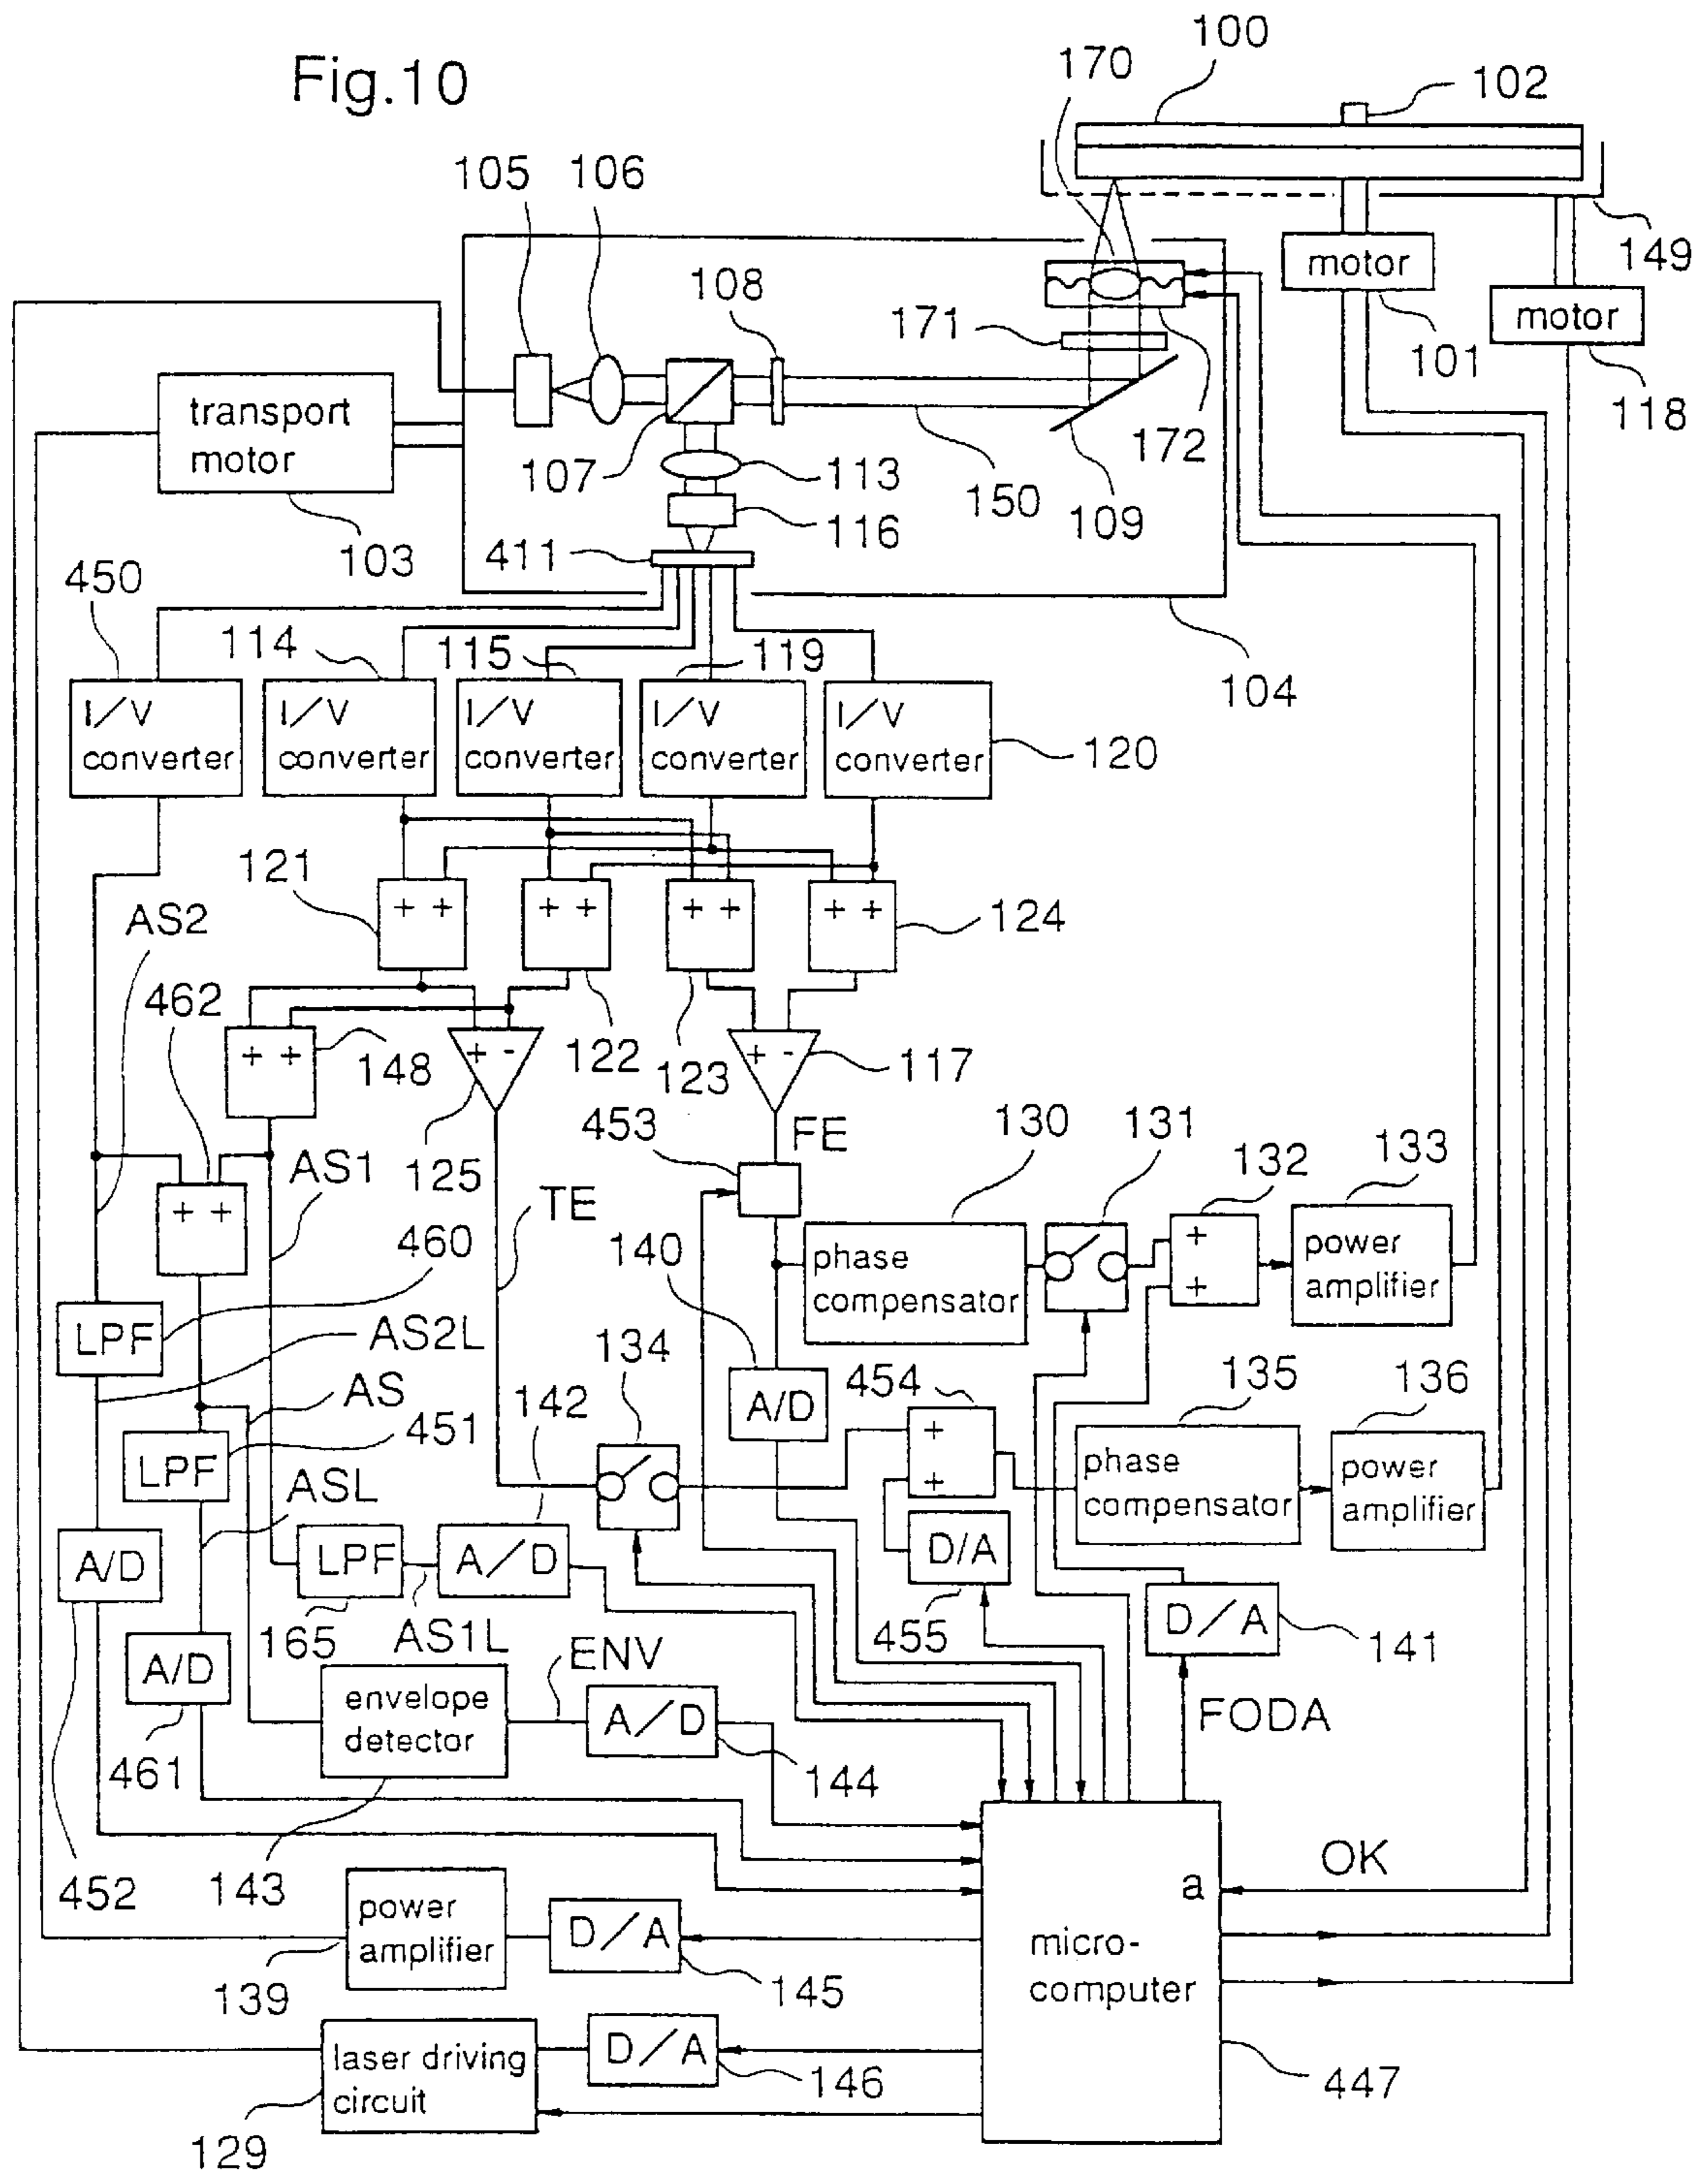 Fig.10
100
170
102
105
106
149
motor
108
171
motor
101
transport
motor
118
172
107
113
150
109
116
411
103
450
114
115
119
104
I/V
converter
I/V
converter
I/V
converter
I/V
converter
I/V
converter
120
121
+ +
+ +
+ +
+ +
124
AS2
462
+ +
148
+ -
122
123
+ -
117
125
453
FE
130
131
132
133
AS1
TE
+ +
460
140
phase
compensator
+
+
power
amplifier
LPF
AS2L
134
454
135
136
AS
142
A/D
LPF
451
+
+
phase
compensator
power
amplifier
ASL
A/D
LPF
A/D
D/A
165
AS1L
455
D/A
141
A/D
ENV
envelope
detector
A/D
FODA
461
144
452
143
OK
a
power
amplifier
D/A
micro-
computer
139
145
laser driving
circuit
D/A
146
447
129